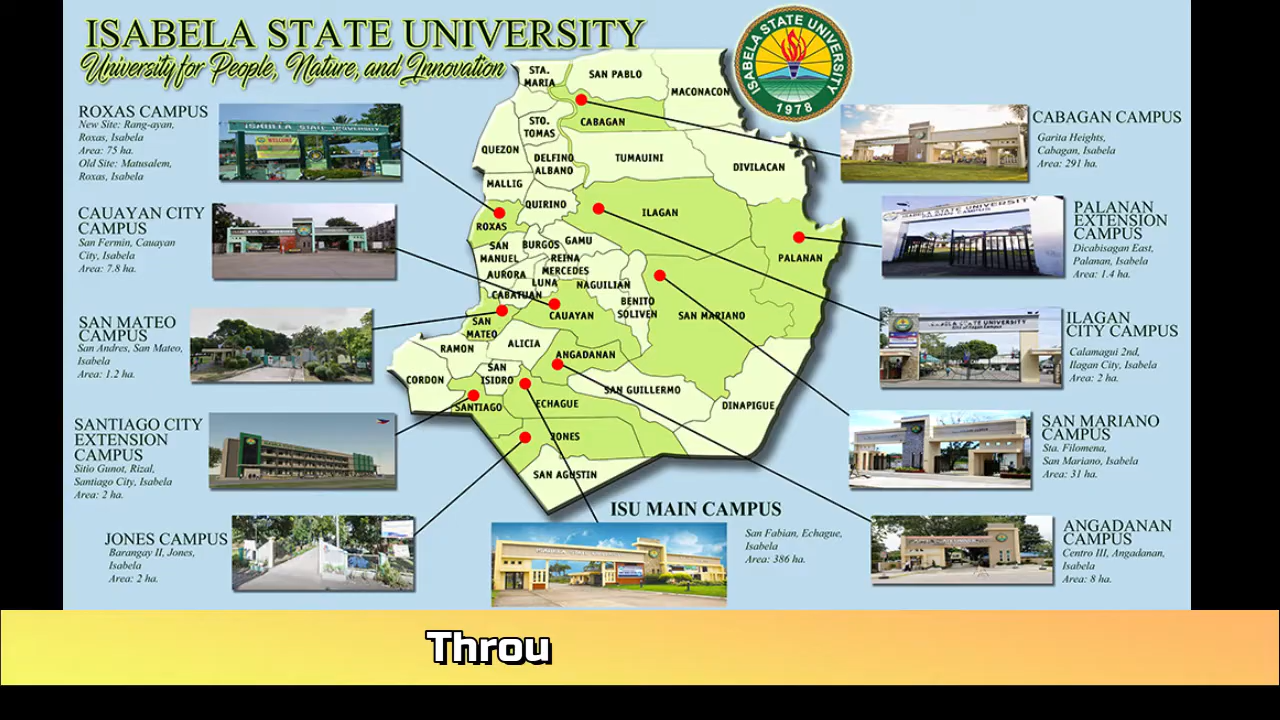 ISABELA STATE UNIVERSITY
University for People, Nature, and Innovation
ISABELA STATE UNIVERSITY
1978
ROXAS CAMPUS
New Site: Rang-ayan,
Roxas, Isabela
Area: 75 ha.
Old Site: Matusalem,
Roxas, Isabela
CAUAYAN CITY
CAMPUS
San Fermin, Cauayan
City, Isabela
Area: 7.8 ha.
SAN MATEO
CAMPUS
San Andres, San Mateo,
Isabela
Area: 1.2 ha.
SANTIAGO CITY
EXTENSION
CAMPUS
Sitio Gunot, Rizal,
Santiago City, Isabela
Area: 2 ha.
JONES CAMPUS
Barangay II, Jones,
Isabela
Area: 2 ha.
STA.
MARIA
SAN PABLO
MACONACON
CABAGAN
STO.
TOMAS
QUEZON
DELFINO
ALBANO
TUMAUINI
DIVILACAN
MALLIG
QUIRINO
ILAGAN
ROXAS
PALANAN
SAN
MANUEL
BURGOS
GAMU
REINA
MERCEDES
AURORA
LUNA
NAGUILIAN
CABATUAN
BENITO
SOLIVEN
CAUAYAN
SAN MARIANO
SAN
MATEO
RAMON
ALICIA
ANGADANAN
CORDON
SAN
ISIDRO
SAN GUILLERMO
SANTIAGO
ECHAGUE
DINAPIGUE
JONES
SAN AGUSTIN
CABAGAN CAMPUS
Garita Heights,
Cabagan, Isabela
Area: 291 ha.
PALANAN
EXTENSION
CAMPUS
Dicabisagan East,
Palanan, Isabela
Area: 1.4 ha.
ILAGAN
CITY CAMPUS
Calamagui 2nd,
Ilagan City, Isabela
Area: 2 ha.
SAN MARIANO
CAMPUS
Sta. Filomena,
San Mariano, Isabela
Area: 31 ha.
ANGADANAN
CAMPUS
Centro III, Angadanan,
Isabela
Area: 8 ha.
ISU MAIN CAMPUS
San Fabian, Echague,
Isabela
Area: 386 ha.
ISABELA STATE UNIVERSITY
WELCOME
ISABELA STATE UNIVERSITY
Throu